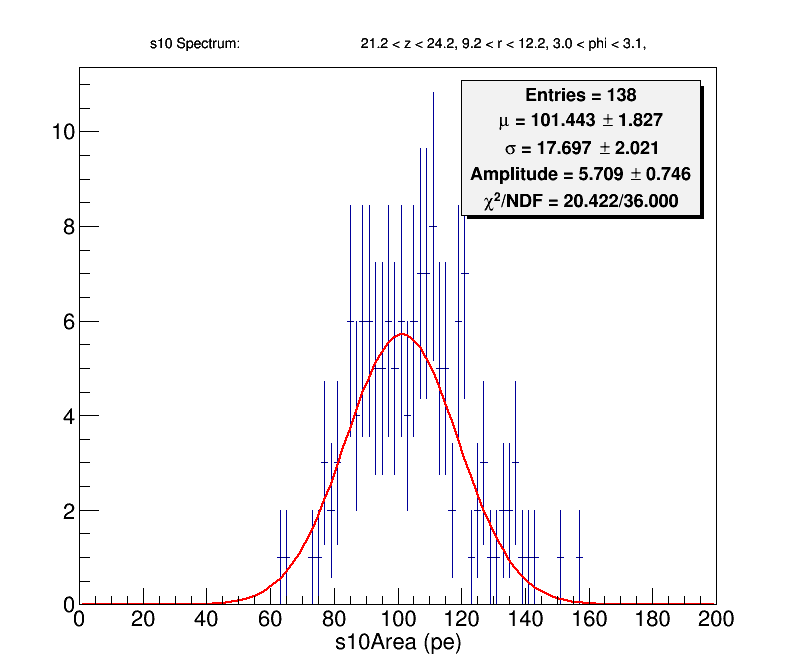 s10 Spectrum: 21.2 < z < 24.2, 9.2 < r < 12.2, 3.0 < phi < 3.1,
Entries = 138
μ = 101.443 ± 1.827
σ = 17.697 ± 2.021
Amplitude = 5.709 ± 0.746
χ²/NDF = 20.422/36.000
10
8
6
4
2
0
0 20 40 60 80 100 120 140 160 180 200
s10Area (pe)